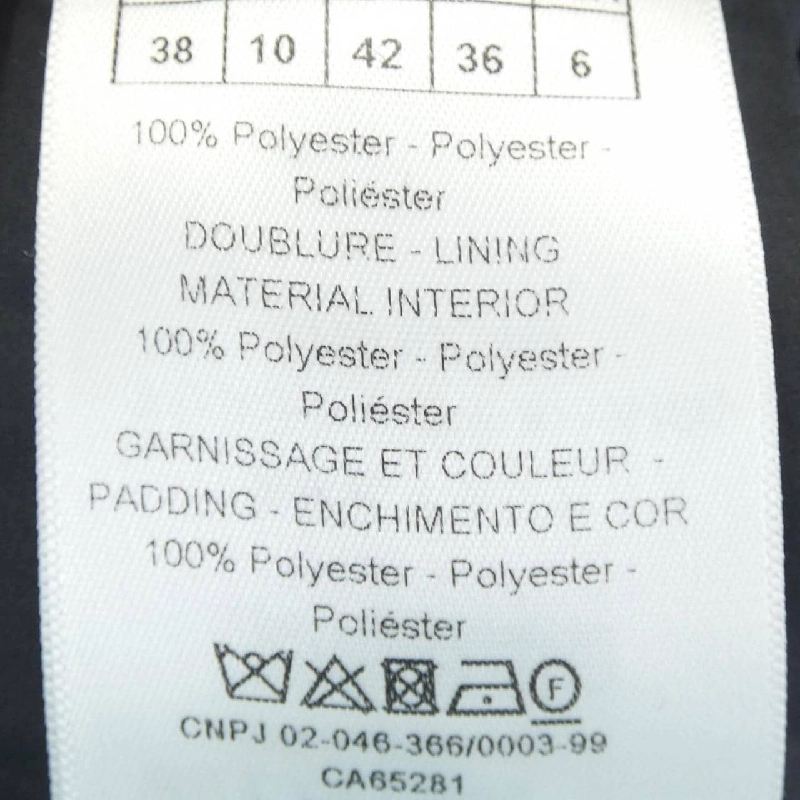 38 10 42 36 6
100% Polyester - Polyester -
Poliéster
DOUBLURE - LINING
MATERIAL INTERIOR
100% Polyester - Polyester -
Poliéster
GARNISSAGE ET COULEUR -
PADDING - ENCHIMENTO E COR
100% Polyester - Polyester -
Poliéster
F
CNPJ 02-046-366/0003-99
CA65281